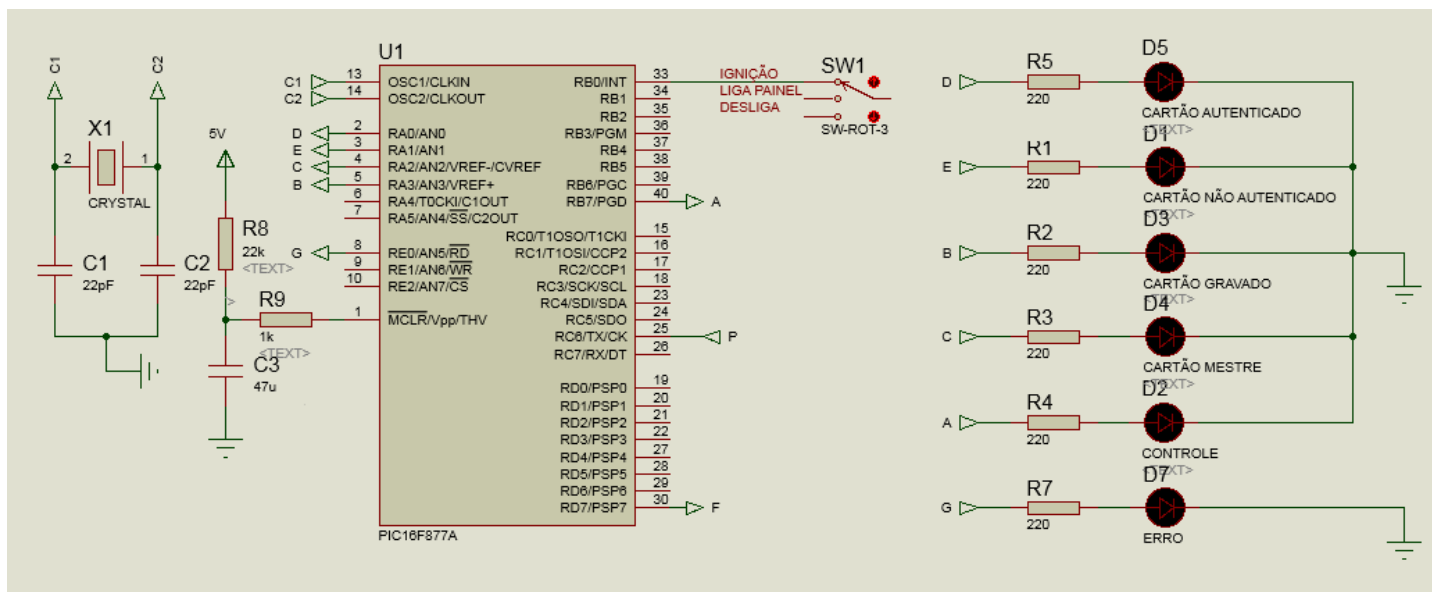 C1
C2
X1
2
1
CRYSTAL
C1
22pF
C2
22pF
5V
R8
22k
<TEXT>
>
R9
1k
<TEXT>
C3
47u
U1
C1
13
OSC1/CLKIN
C2
14
OSC2/CLKOUT
D
2
RA0/AN0
E
3
RA1/AN1
C
4
RA2/AN2/VREF-/CVREF
B
5
RA3/AN3/VREF+
6
RA4/T0CKI/C1OUT
7
RA5/AN4/SS/C2OUT
G
8
RE0/AN5/RD
9
RE1/AN6/WR
10
RE2/AN7/CS
1
MCLR/Vpp/THV
RB0/INT
33
RB1
34
RB2
35
RB3/PGM
36
RB4
37
RB5
38
RB6/PGC
39
RB7/PGD
40
A
RC0/T1OSO/T1CKI
15
RC1/T1OSI/CCP2
16
RC2/CCP1
17
RC3/SCK/SCL
18
RC4/SDI/SDA
23
RC5/SDO
24
RC6/TX/CK
25
P
RC7/RX/DT
26
RD0/PSP0
19
RD1/PSP1
20
RD2/PSP2
21
RD3/PSP3
22
RD4/PSP4
27
RD5/PSP5
28
RD6/PSP6
29
RD7/PSP7
30
F
PIC16F877A
IGNIÇÃO
LIGA PAINEL
DESLIGA
SW1
SW-ROT-3
D
R5
220
D5
CARTÃO AUTENTICADO
<TEXT>
E
R1
220
D1
CARTÃO NÃO AUTENTICADO
<TEXT>
B
R2
220
D3
CARTÃO GRAVADO
<TEXT>
C
R3
220
D4
CARTÃO MESTRE
<TEXT>
A
R4
220
D2
CONTROLE
<TEXT>
G
R7
220
D7
ERRO